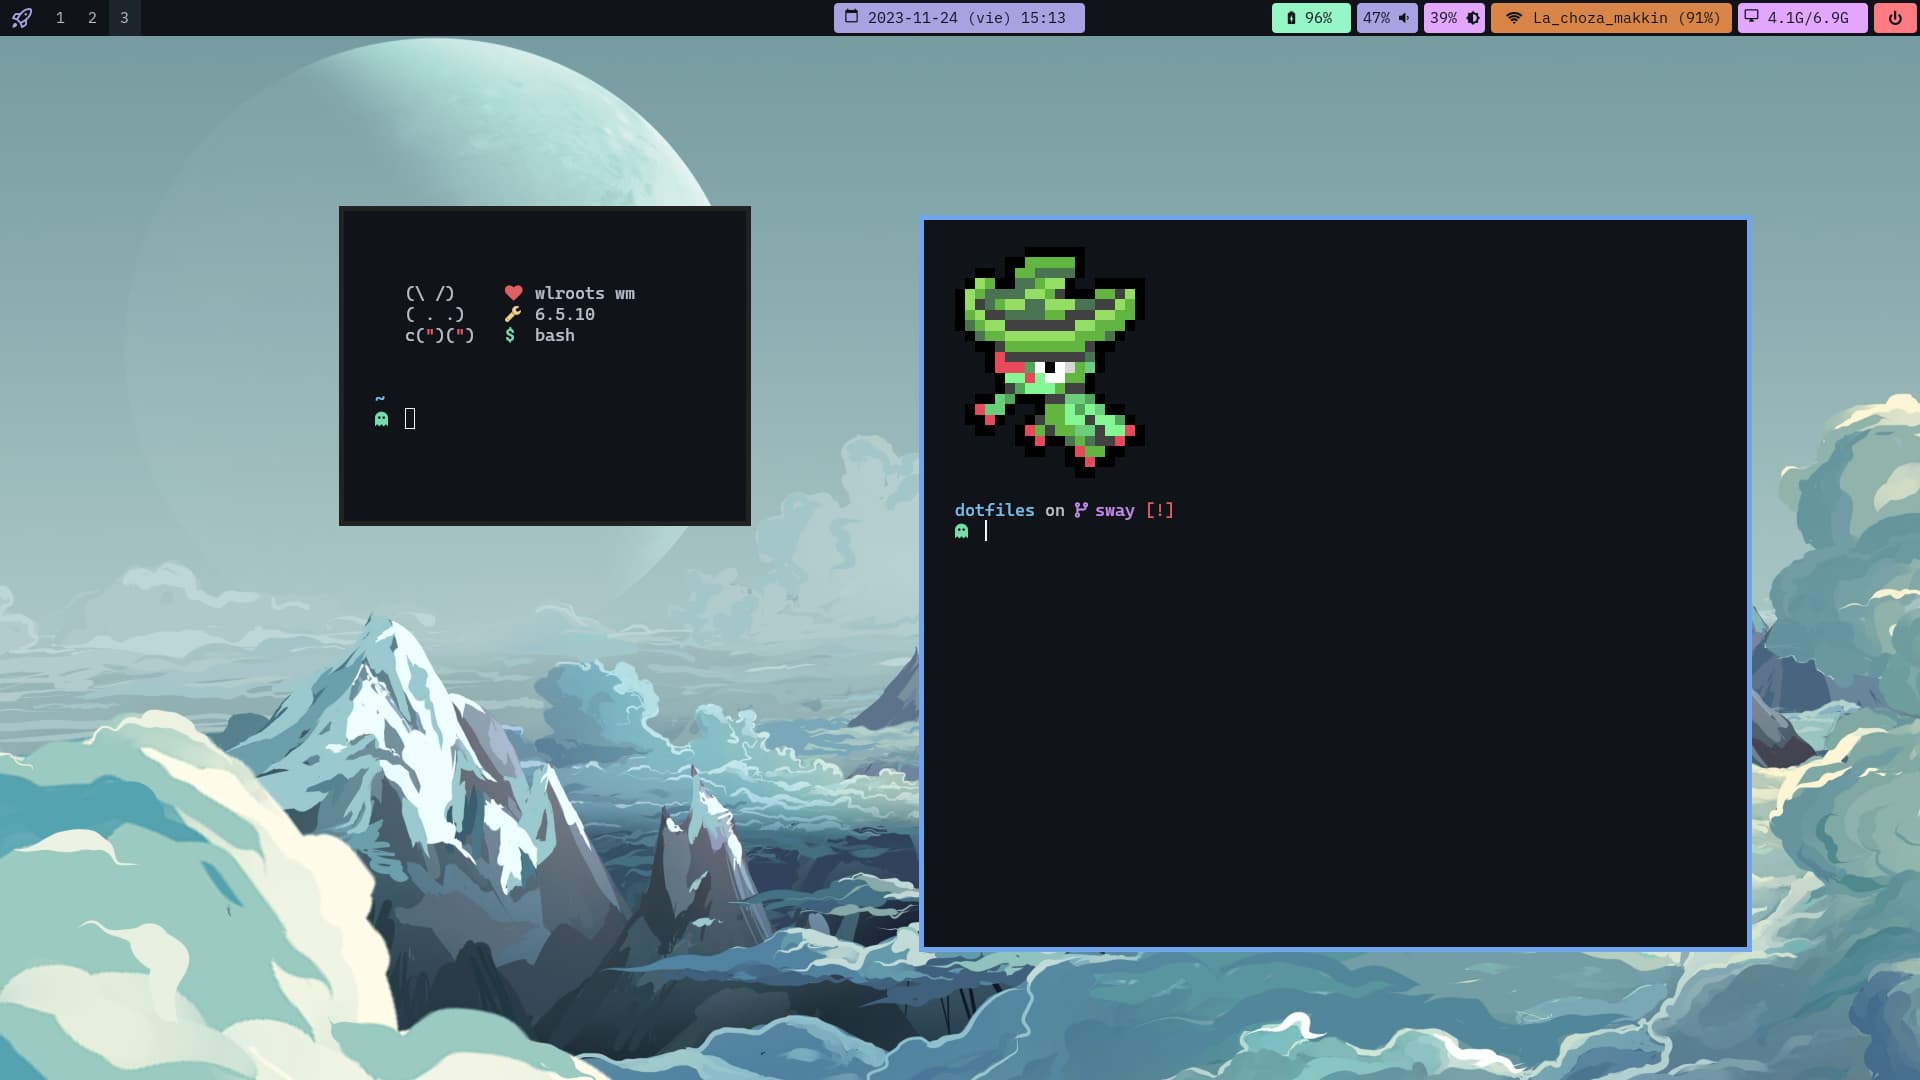 1 2 3 2023-11-24 (vie) 15:13 96% 47% 39% La_choza_makkin (91%) 4.1G/6.9G
(\ /) wlroots wm
( . .) 6.5.10
c(")(") $ bash
~
dotfiles on sway [!]